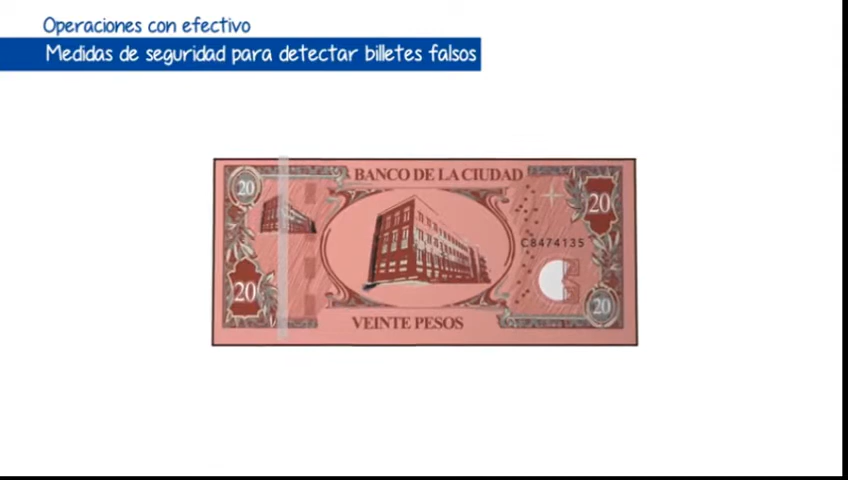 Operaciones con efectivo
Medidas de seguridad para detectar billetes falsos
20
BANCO DE LA CIUDAD
20
C8474135
20
20
VEINTE PESOS